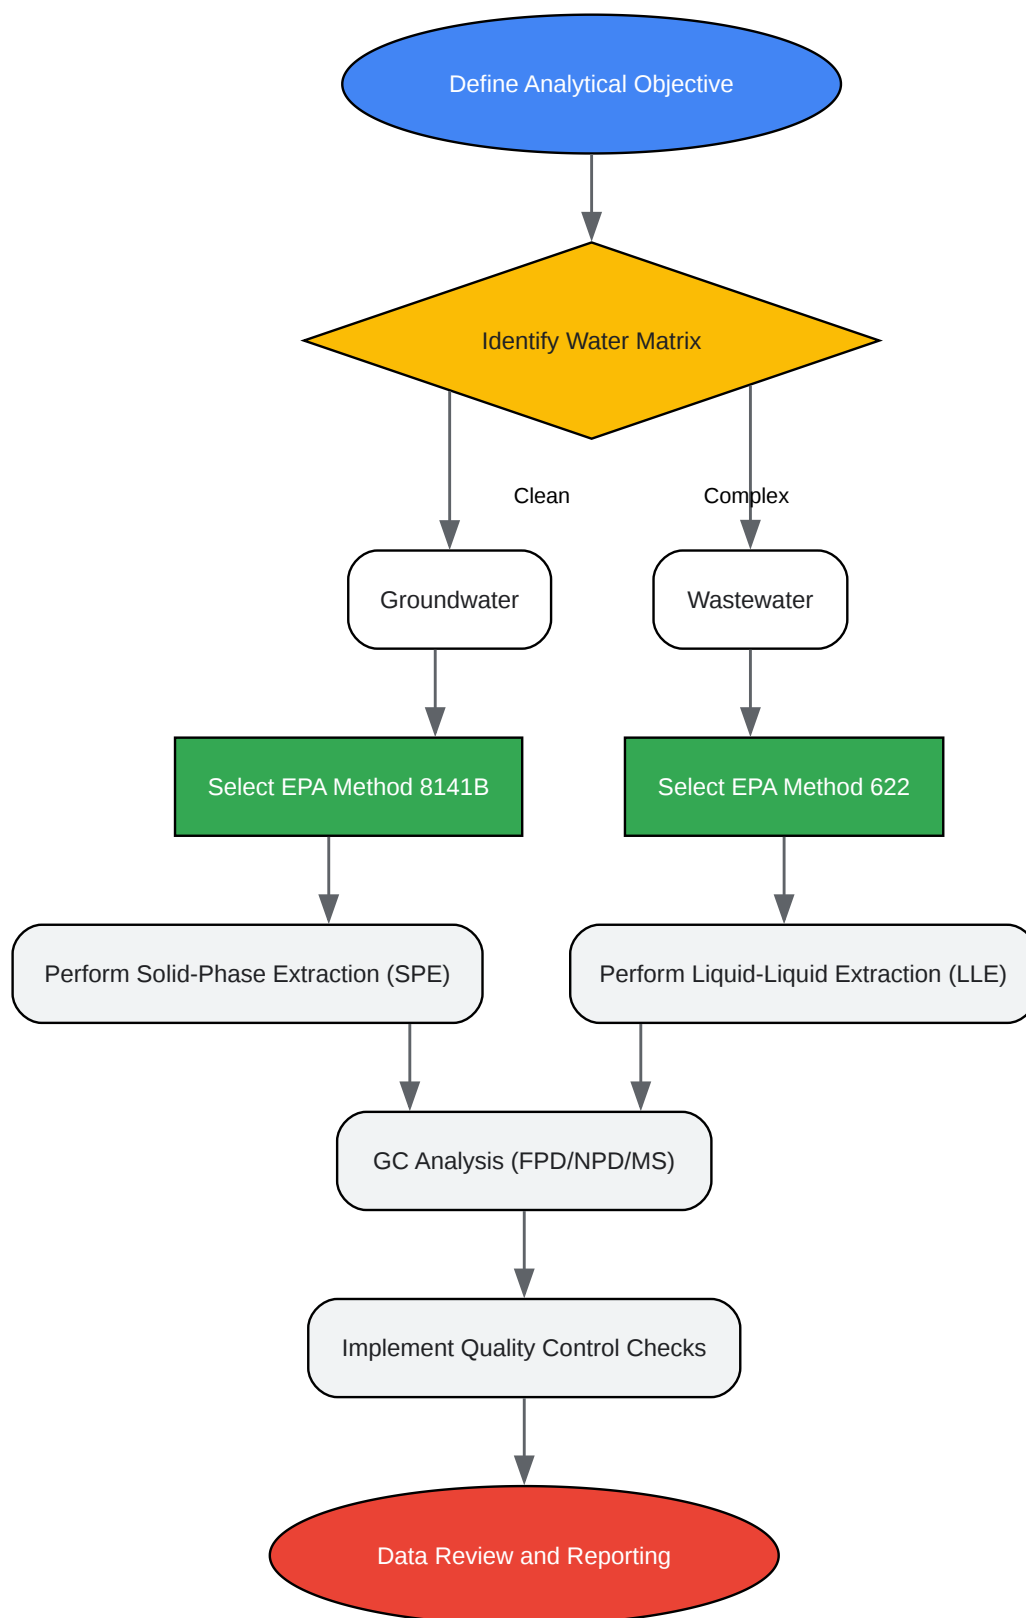 Define Analytical Objective
Identify Water Matrix
Clean
Complex
Groundwater
Wastewater
Select EPA Method 8141B
Select EPA Method 622
Perform Solid-Phase Extraction (SPE)
Perform Liquid-Liquid Extraction (LLE)
GC Analysis (FPD/NPD/MS)
Implement Quality Control Checks
Data Review and Reporting